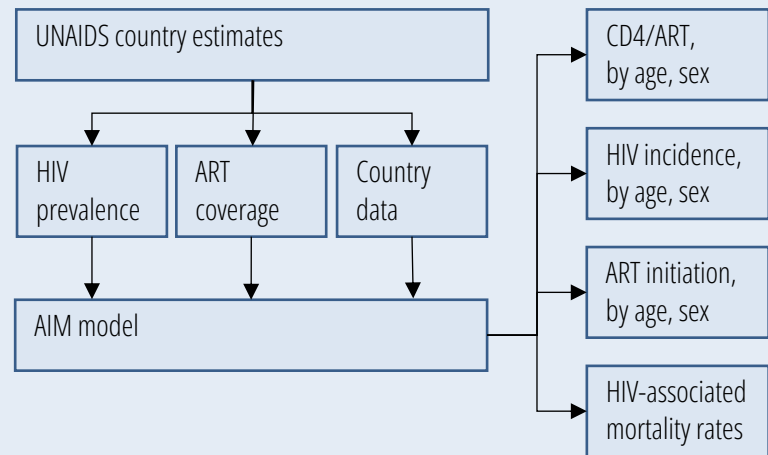 UNAIDS country estimates
HIV
prevalence
ART
coverage
Country
data
AIM model
CD4/ART,
by age, sex
HIV incidence,
by age, sex
ART initiation,
by age, sex
HIV-associated
mortality rates